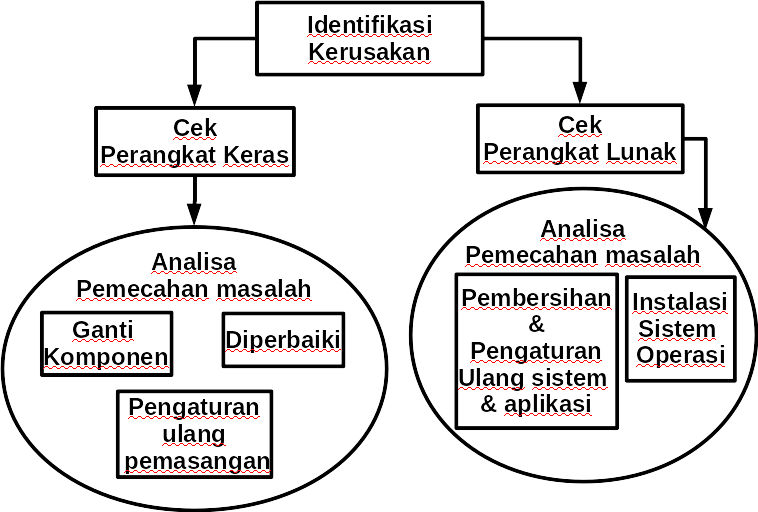 Identifikasi
Kerusakan
Cek
Perangkat Keras
Cek
Perangkat Lunak
Analisa
Pemecahan masalah
Ganti
Komponen
Diperbaiki
Pengaturan
ulang
pemasangan
Analisa
Pemecahan masalah
Pembersihan
&
Pengaturan
Ulang sistem
& aplikasi
Instalasi
Sistem
Operasi